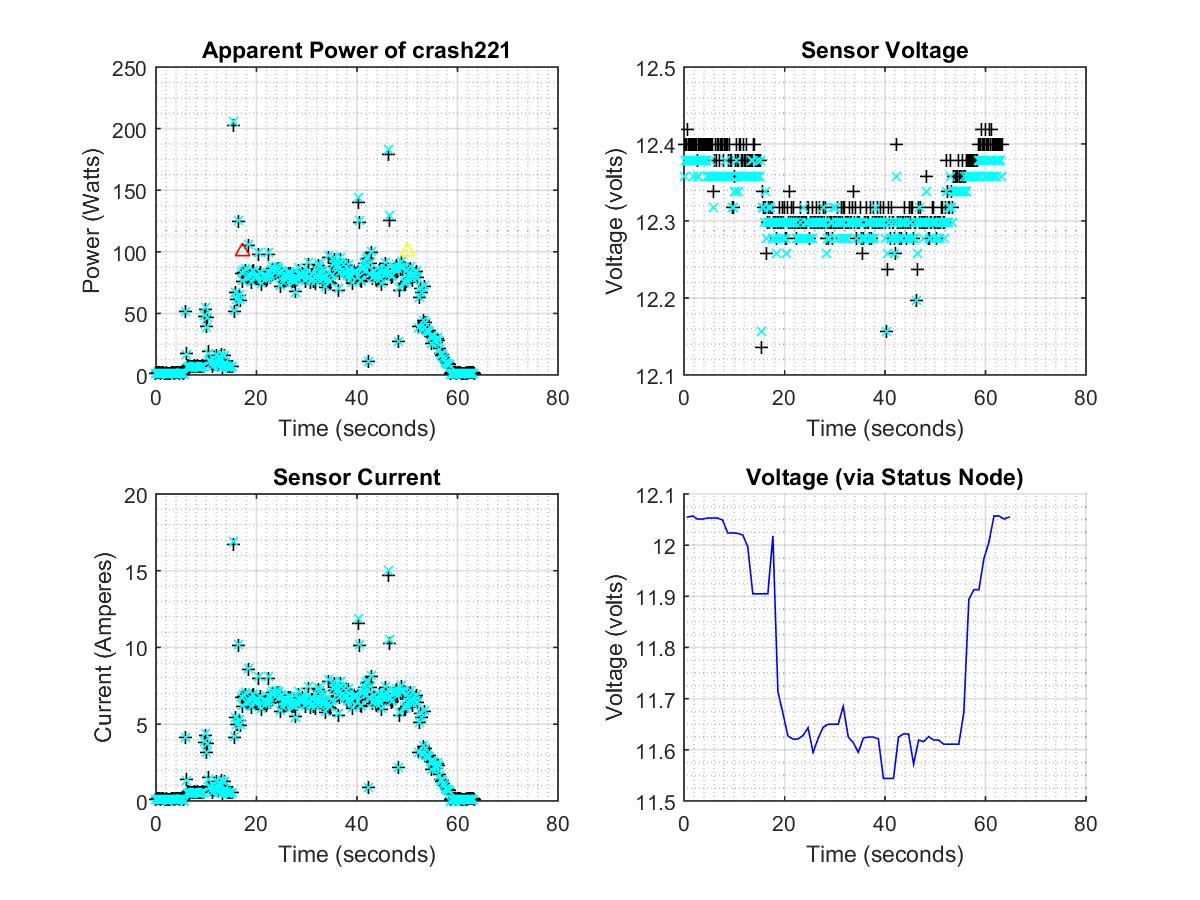 Apparent Power of crash221
250
200
150
100
50
0
Power (Watts)
0 20 40 60 80
Time (seconds)
Sensor Voltage
12.5
12.4
12.3
12.2
12.1
Voltage (volts)
0 20 40 60 80
Time (seconds)
Sensor Current
20
15
10
5
0
Current (Amperes)
0 20 40 60 80
Time (seconds)
Voltage (via Status Node)
12.1
12
11.9
11.8
11.7
11.6
11.5
Voltage (volts)
0 20 40 60 80
Time (seconds)